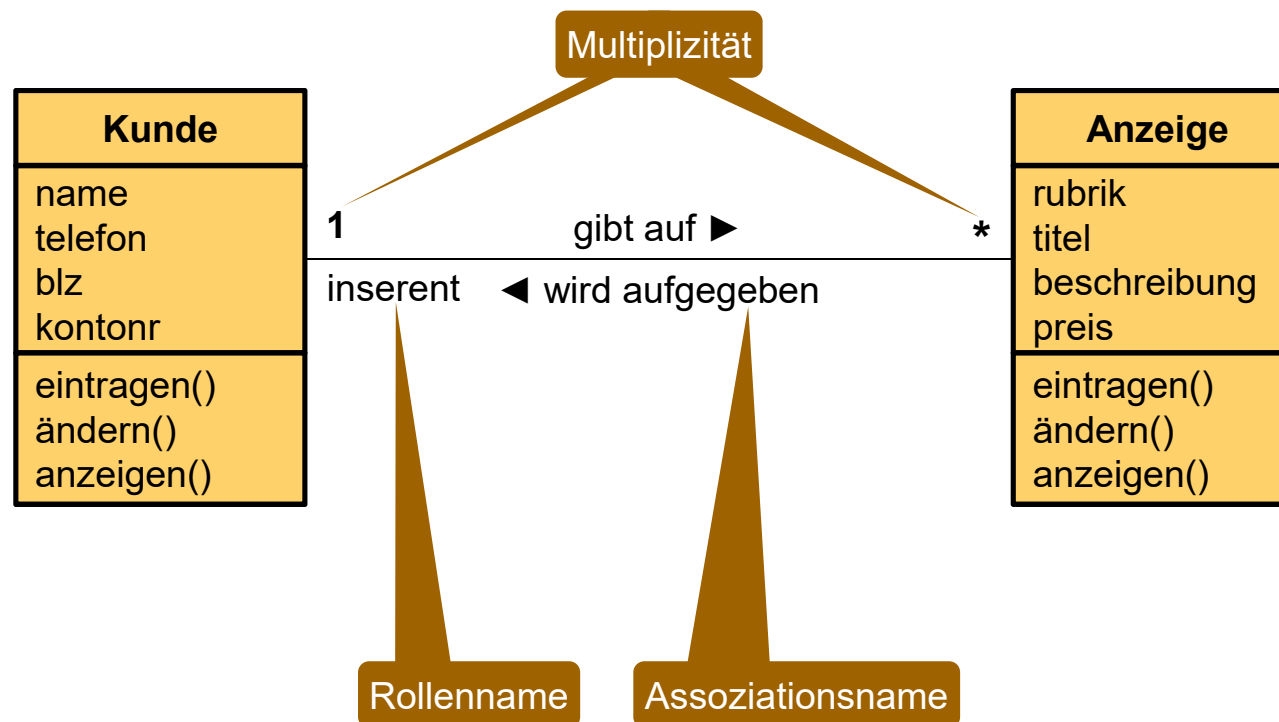 Multiplizität
Kunde
name
telefon
blz
kontonr
eintragen()
ändern()
anzeigen()
1
gibt auf ►
*
inserent
◄ wird aufgegeben
Anzeige
rubrik
titel
beschreibung
preis
eintragen()
ändern()
anzeigen()
Rollenname
Assoziationsname